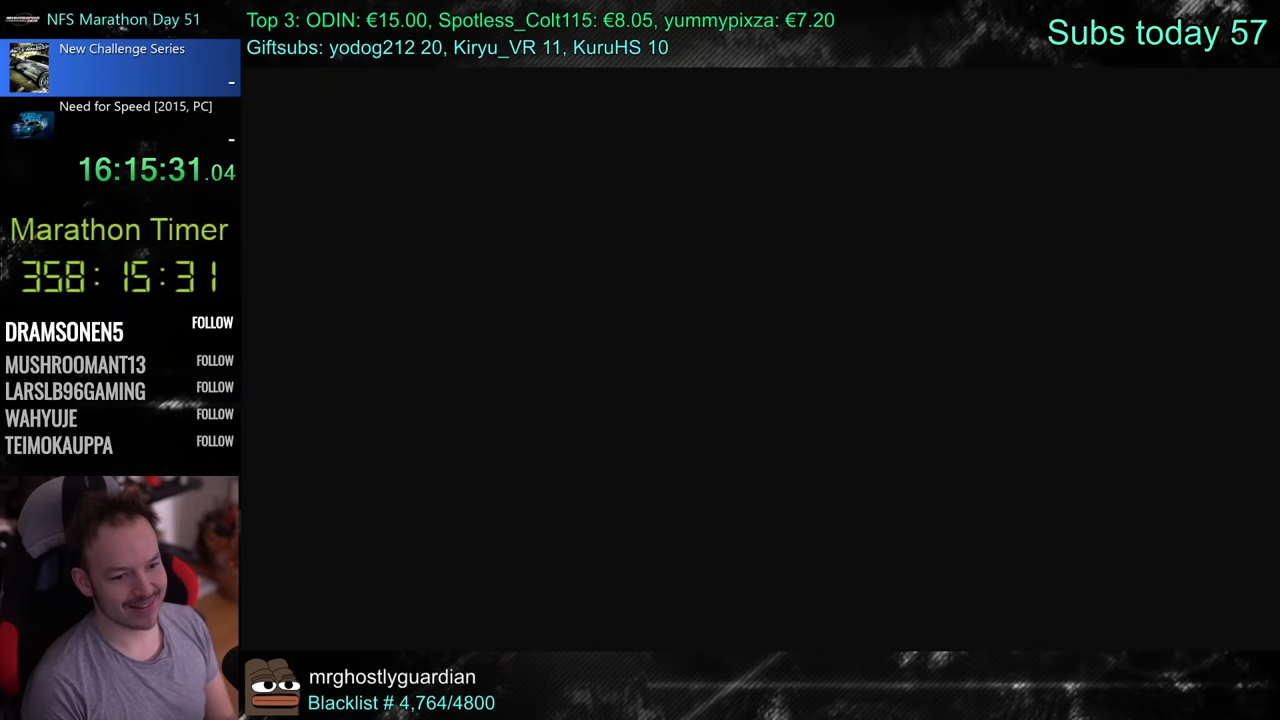 NFS Marathon Day 51
New Challenge Series
-
Need for Speed [2015, PC]
-
16:15:31.04
Marathon Timer
358:15:31
DRAMSONEN5 FOLLOW
MUSHROOMANT13 FOLLOW
LARSLB96GAMING FOLLOW
WAHYUJE FOLLOW
TEIMOKAUPPA FOLLOW
Top 3: ODIN: €15.00, Spotless_Colt115: €8.05, yummypixza: €7.20
Giftsubs: yodog212 20, Kiryu_VR 11, KuruHS 10
Subs today 57
mrghostlyguardian
Blacklist # 4,764/4800